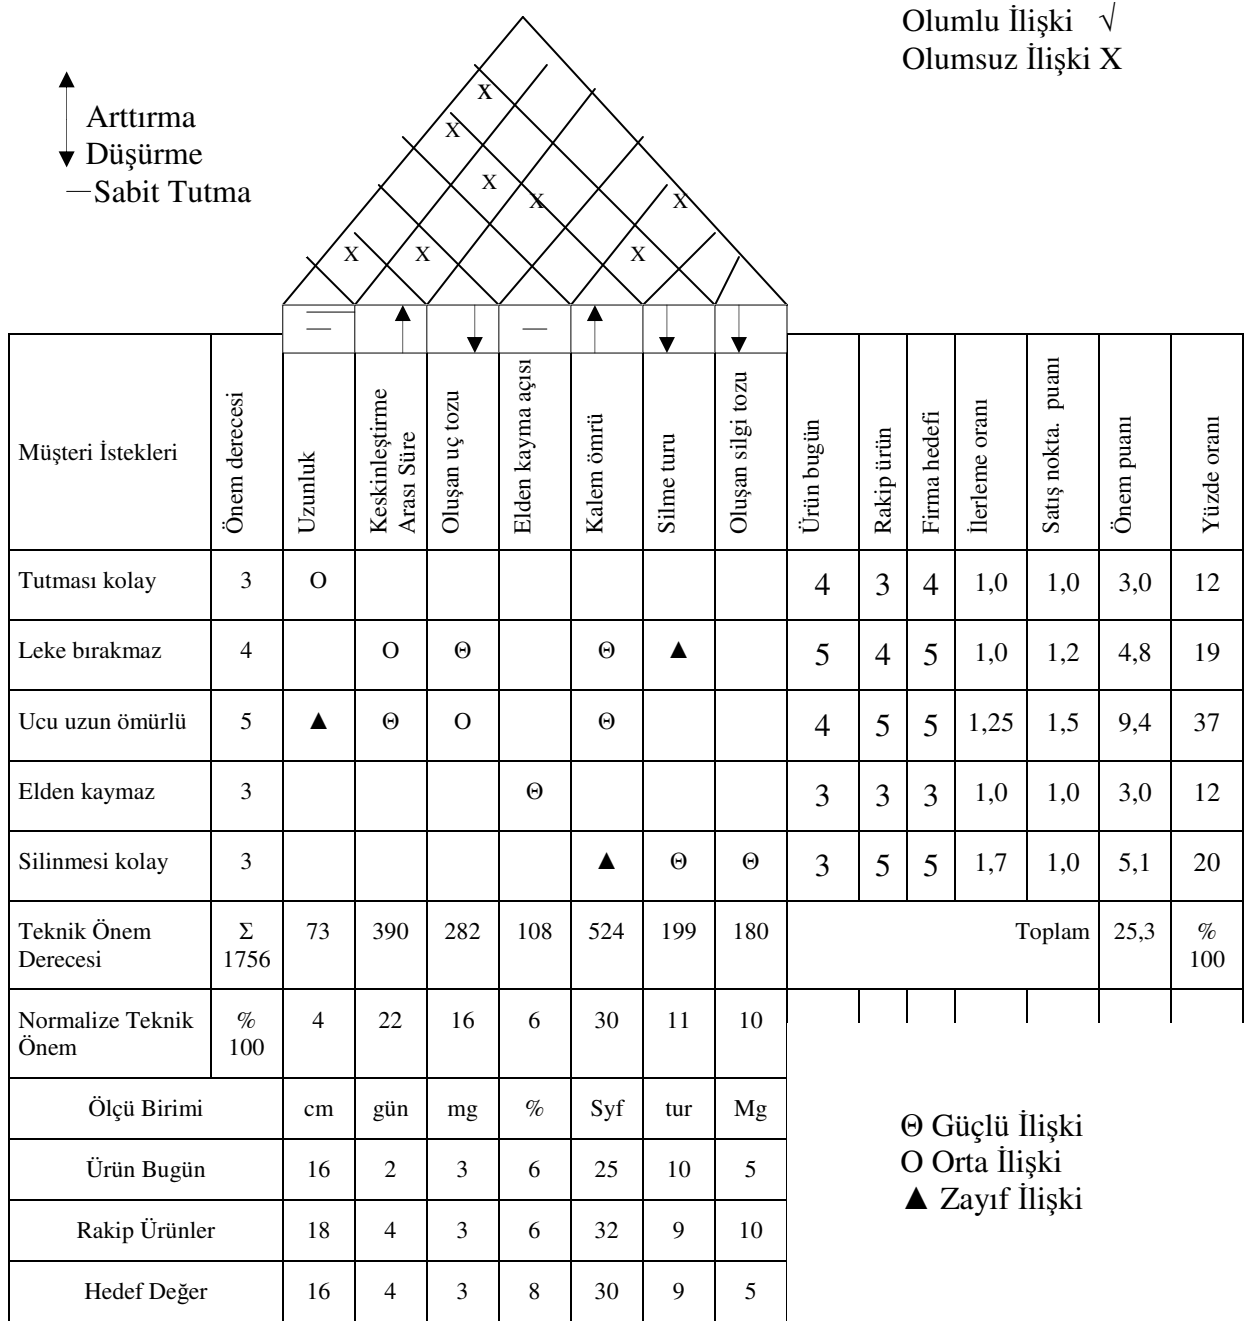 Olumlu İlişki √
Olumsuz İlişki X
Arttırma
Düşürme
—Sabit Tutma
X
X
X
X
X
X
X
X
Müşteri İstekleri
Önem derecesi
Uzunluk
Keskinleştirme
Arası Süre
Oluşan uç tozu
Elden kayma açısı
Kalem ömrü
Silme turu
Oluşan silgi tozu
Ürün bugün
Rakip ürün
Firma hedefi
İlerleme oranı
Satış nokta. puanı
Önem puanı
Yüzde oranı
Tutması kolay 3 O 4 3 4 1,0 1,0 3,0 12
Leke bırakmaz 4 O Θ Θ ▲ 5 4 5 1,0 1,2 4,8 19
Ucu uzun ömürlü 5 ▲ Θ O Θ 4 5 5 1,25 1,5 9,4 37
Elden kaymaz 3 Θ 3 3 3 1,0 1,0 3,0 12
Silinmesi kolay 3 ▲ Θ Θ 3 5 5 1,7 1,0 5,1 20
Teknik Önem Σ 73 390 282 108 524 199 180 Toplam 25,3 %
Derecesi 1756 100
Normalize Teknik % 4 22 16 6 30 11 10
Önem 100
Ölçü Birimi cm gün mg % Syf tur Mg
Ürün Bugün 16 2 3 6 25 10 5
Rakip Ürünler 18 4 3 6 32 9 10
Hedef Değer 16 4 3 8 30 9 5
Θ Güçlü İlişki
O Orta İlişki
▲ Zayıf İlişki